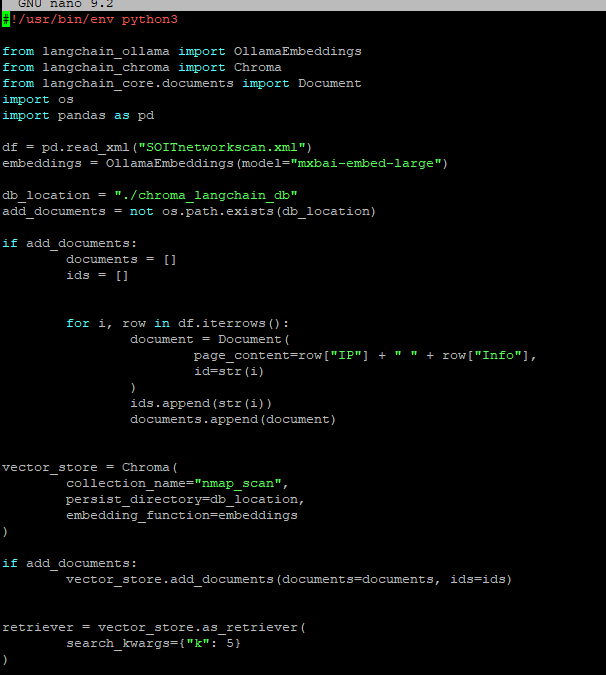 GNU nano 9.2
#!/usr/bin/env python3
from langchain_ollama import OllamaEmbeddings
from langchain_chroma import Chroma
from langchain_core.documents import Document
import os
import pandas as pd
df = pd.read_xml("SOITnetworkscan.xml")
embeddings = OllamaEmbeddings(model="mxbai-embed-large")
db_location = "./chroma_langchain_db"
add_documents = not os.path.exists(db_location)
if add_documents:
        documents = []
        ids = []
        for i, row in df.iterrows():
                document = Document(
                        page_content=row["IP"] + " " + row["Info"],
                        id=str(i)
                )
                ids.append(str(i))
                documents.append(document)
vector_store = Chroma(
        collection_name="nmap_scan",
        persist_directory=db_location,
        embedding_function=embeddings
)
if add_documents:
        vector_store.add_documents(documents=documents, ids=ids)
retriever = vector_store.as_retriever(
        search_kwargs={"k": 5}
)